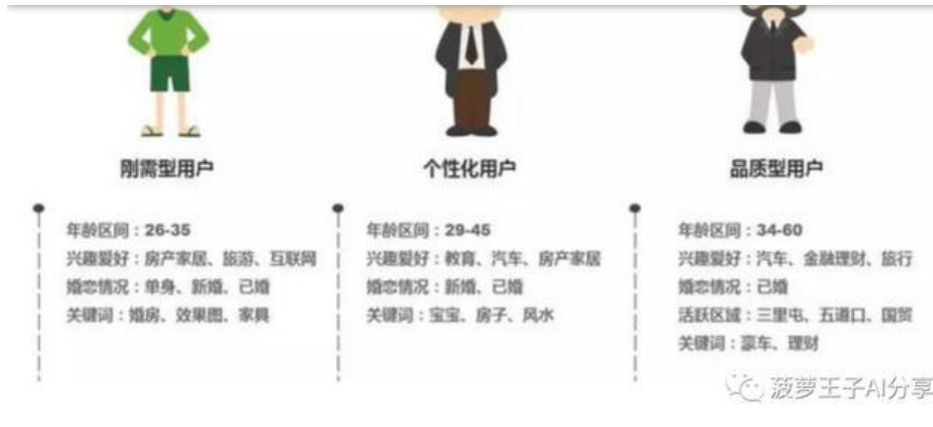 刚需型用户
年龄区间：26-35
兴趣爱好：房产家居、旅游、互联网
婚恋情况：单身、新婚、已婚
关键词：婚房、效果图、家具
个性化用户
年龄区间：29-45
兴趣爱好：教育、汽车、房产家居
婚恋情况：新婚、已婚
关键词：宝宝、房子、风水
品质型用户
年龄区间：34-60
兴趣爱好：汽车、金融理财、旅行
婚恋情况：已婚
活跃区域：三里屯、五道口、国贸
关键词：豪车、理财
菠萝王子AI分享